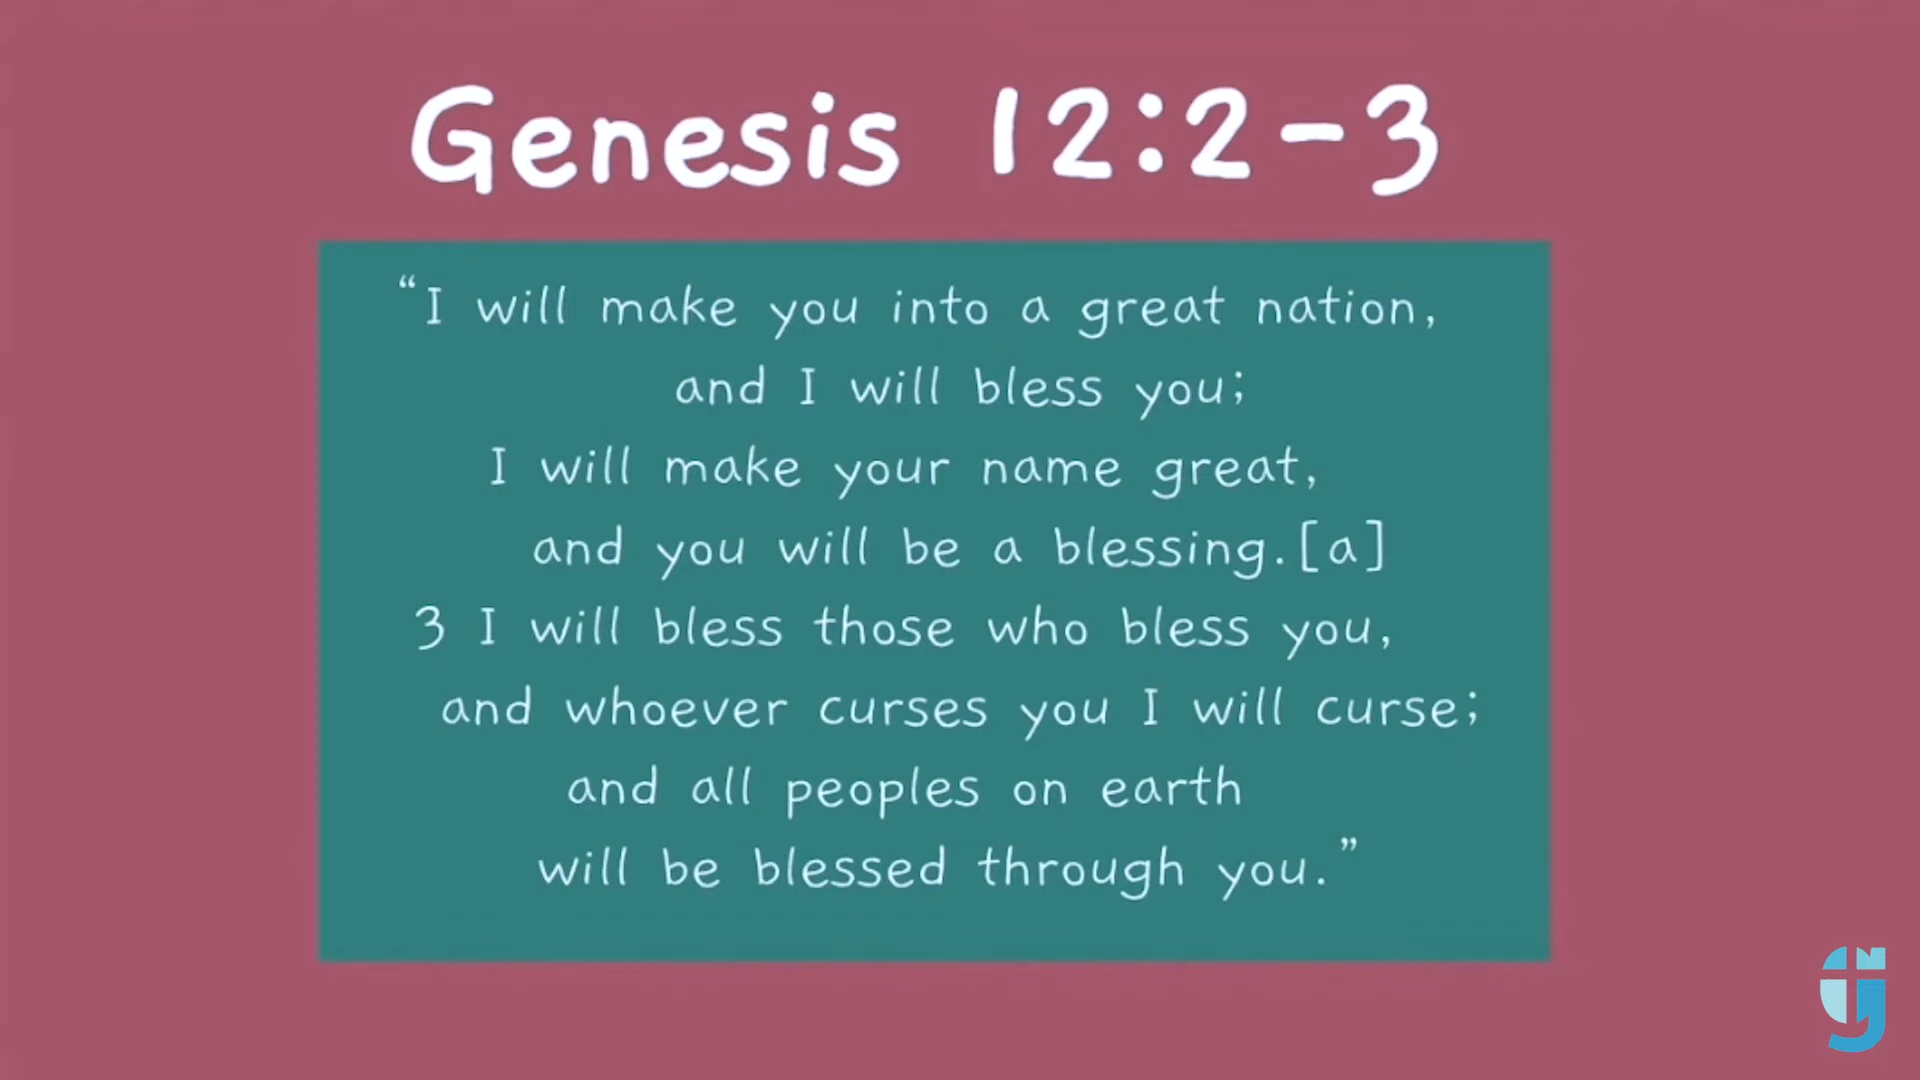 Genesis 12:2-3
“I will make you into a great nation,
and I will bless you;
I will make your name great,
and you will be a blessing.[a]
3 I will bless those who bless you,
and whoever curses you I will curse;
and all peoples on earth
will be blessed through you.”